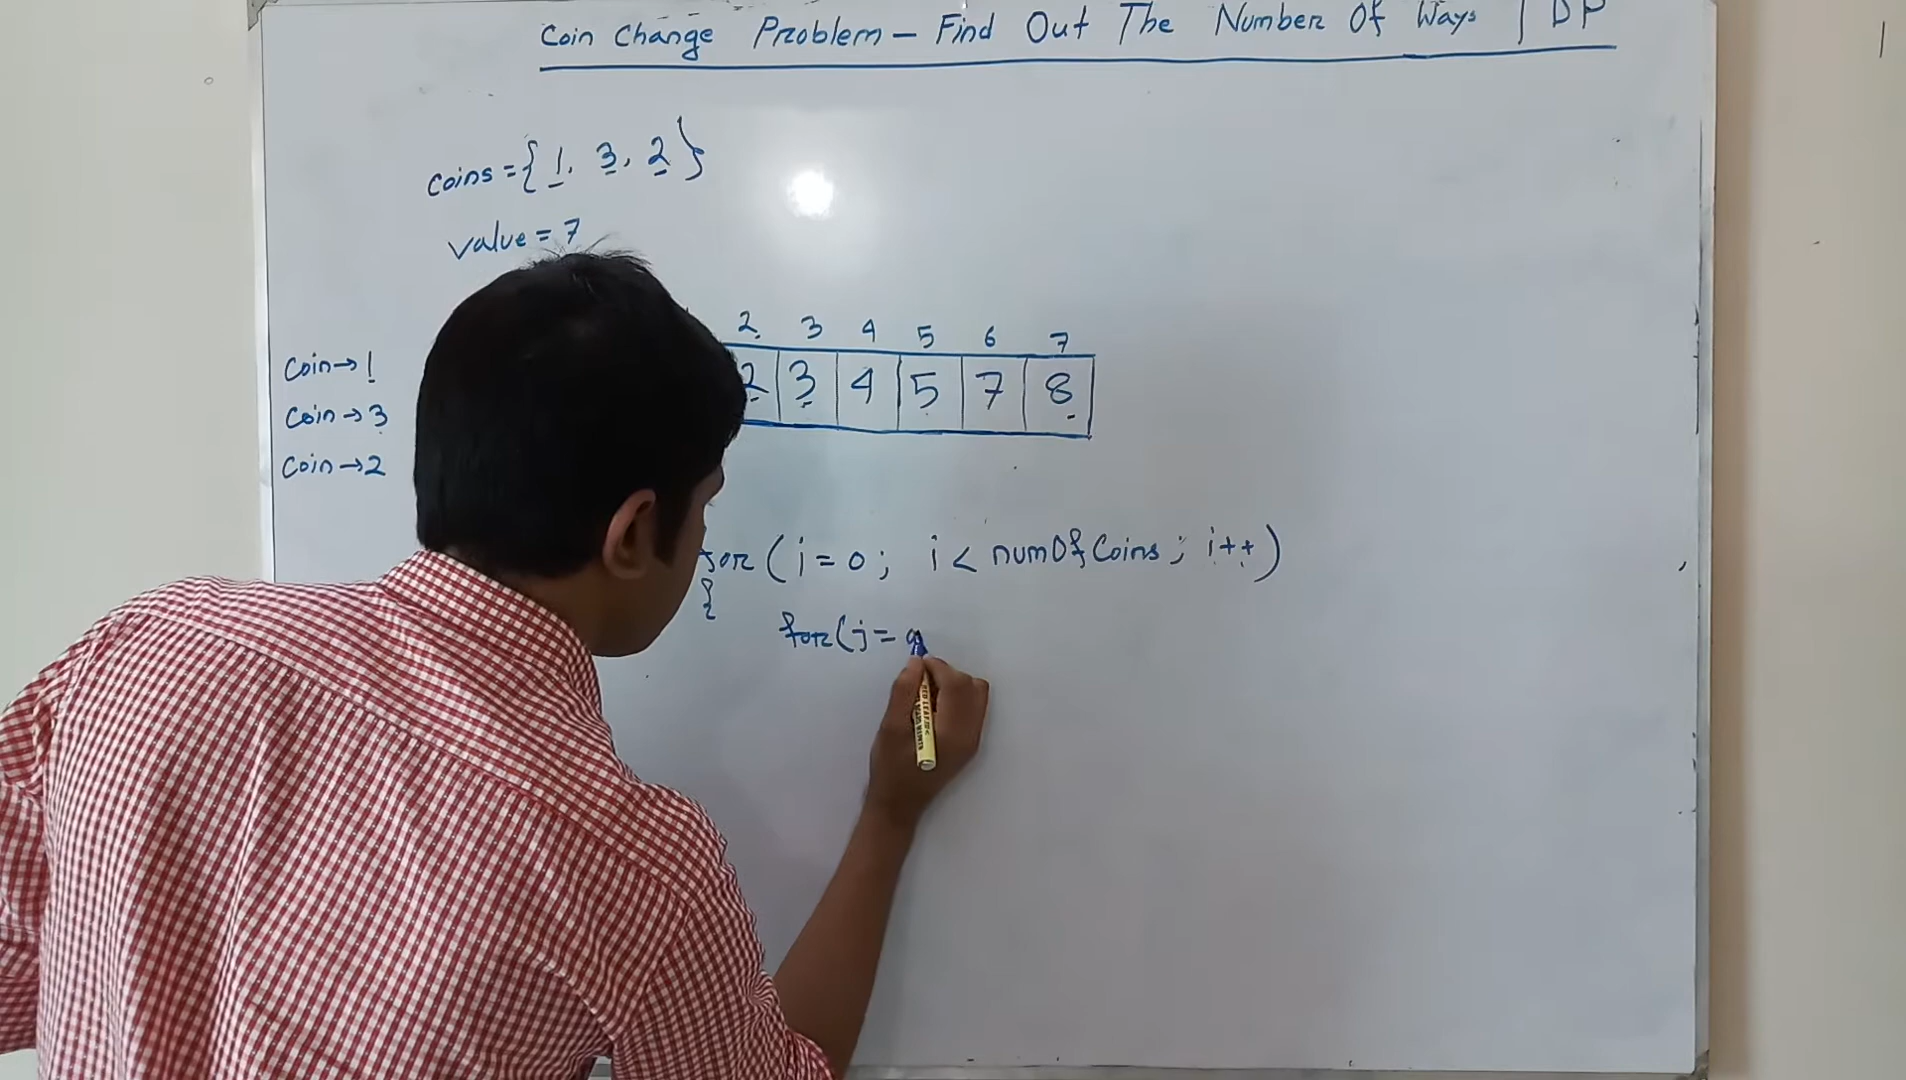 Coin Change Problem – Find Out The Number Of Ways | DP
coins = { 1, 3, 2 }
value = 7
2 3 4 5 6 7
Coin → 1
2 3 4 5 7 8
Coin → 3
Coin → 2
for ( i = 0 ; i < numOfCoins ; i++ )
{
for ( j =